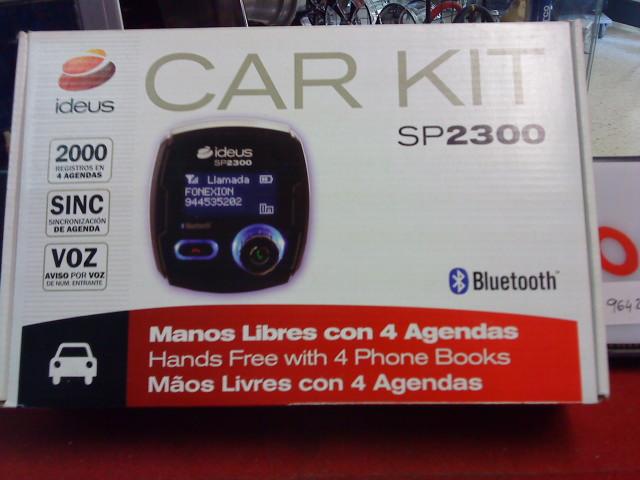 ideus
CAR KIT
SP2300
2000
REGISTROS EN
4 AGENDAS
SINC
SINCRONIZACIÓN
DE AGENDA
VOZ
AVISO POR VOZ
DE NUM. ENTRANTE
ideus
SP2300
Llamada
FONEXION
944535202
Bluetooth
Bluetooth
Manos Libres con 4 Agendas
Hands Free with 4 Phone Books
Mãos Livres con 4 Agendas
9642